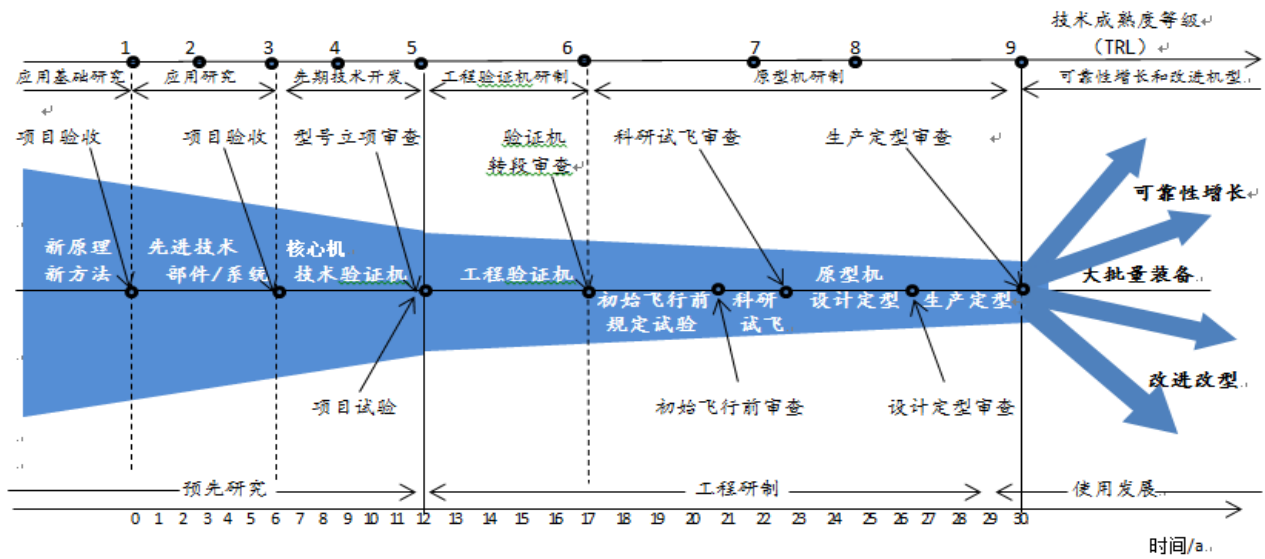 技术成熟度等级
（TRL）
1 2 3 4 5 6 7 8 9
应用基础研究 应用研究 先期技术开发 工程验证机研制 原型机研制 可靠性增长和改进机型
项目验收 项目验收 型号立项审查 验证机 科研试飞审查 生产定型审查
转段审查
可靠性增长
新原理 先进技术 核心机 原型机
新方法 部件/系统 技术验证机 工程验证机 设计定型 生产定型 大批量装备
初始飞行前 科研
规定试验 试飞
改进改型
项目试验 初始飞行前审查 设计定型审查
预先研究 工程研制 使用发展
0 1 2 3 4 5 6 7 8 9 10 11 12 13 14 15 16 17 18 19 20 21 22 23 24 25 26 27 28 29 30
时间/a